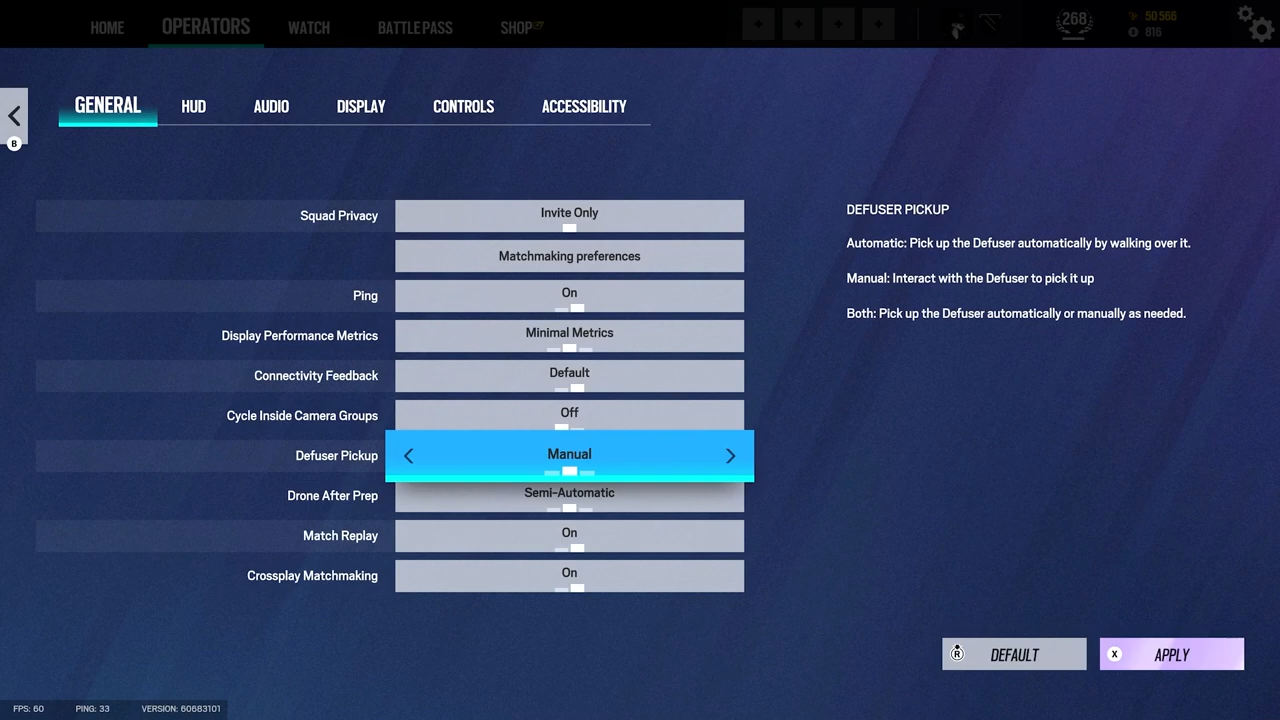 HOME OPERATORS WATCH BATTLE PASS SHOP 268 50 566
816
GENERAL HUD AUDIO DISPLAY CONTROLS ACCESSIBILITY
B
Squad Privacy Invite Only
Matchmaking preferences
Ping On
Display Performance Metrics Minimal Metrics
Connectivity Feedback Default
Cycle Inside Camera Groups Off
Defuser Pickup Manual
Drone After Prep Semi-Automatic
Match Replay On
Crossplay Matchmaking On
DEFUSER PICKUP
Automatic: Pick up the Defuser automatically by walking over it.
Manual: Interact with the Defuser to pick it up
Both: Pick up the Defuser automatically or manually as needed.
R DEFAULT X APPLY
FPS: 60 PING: 33 VERSION: 60683101